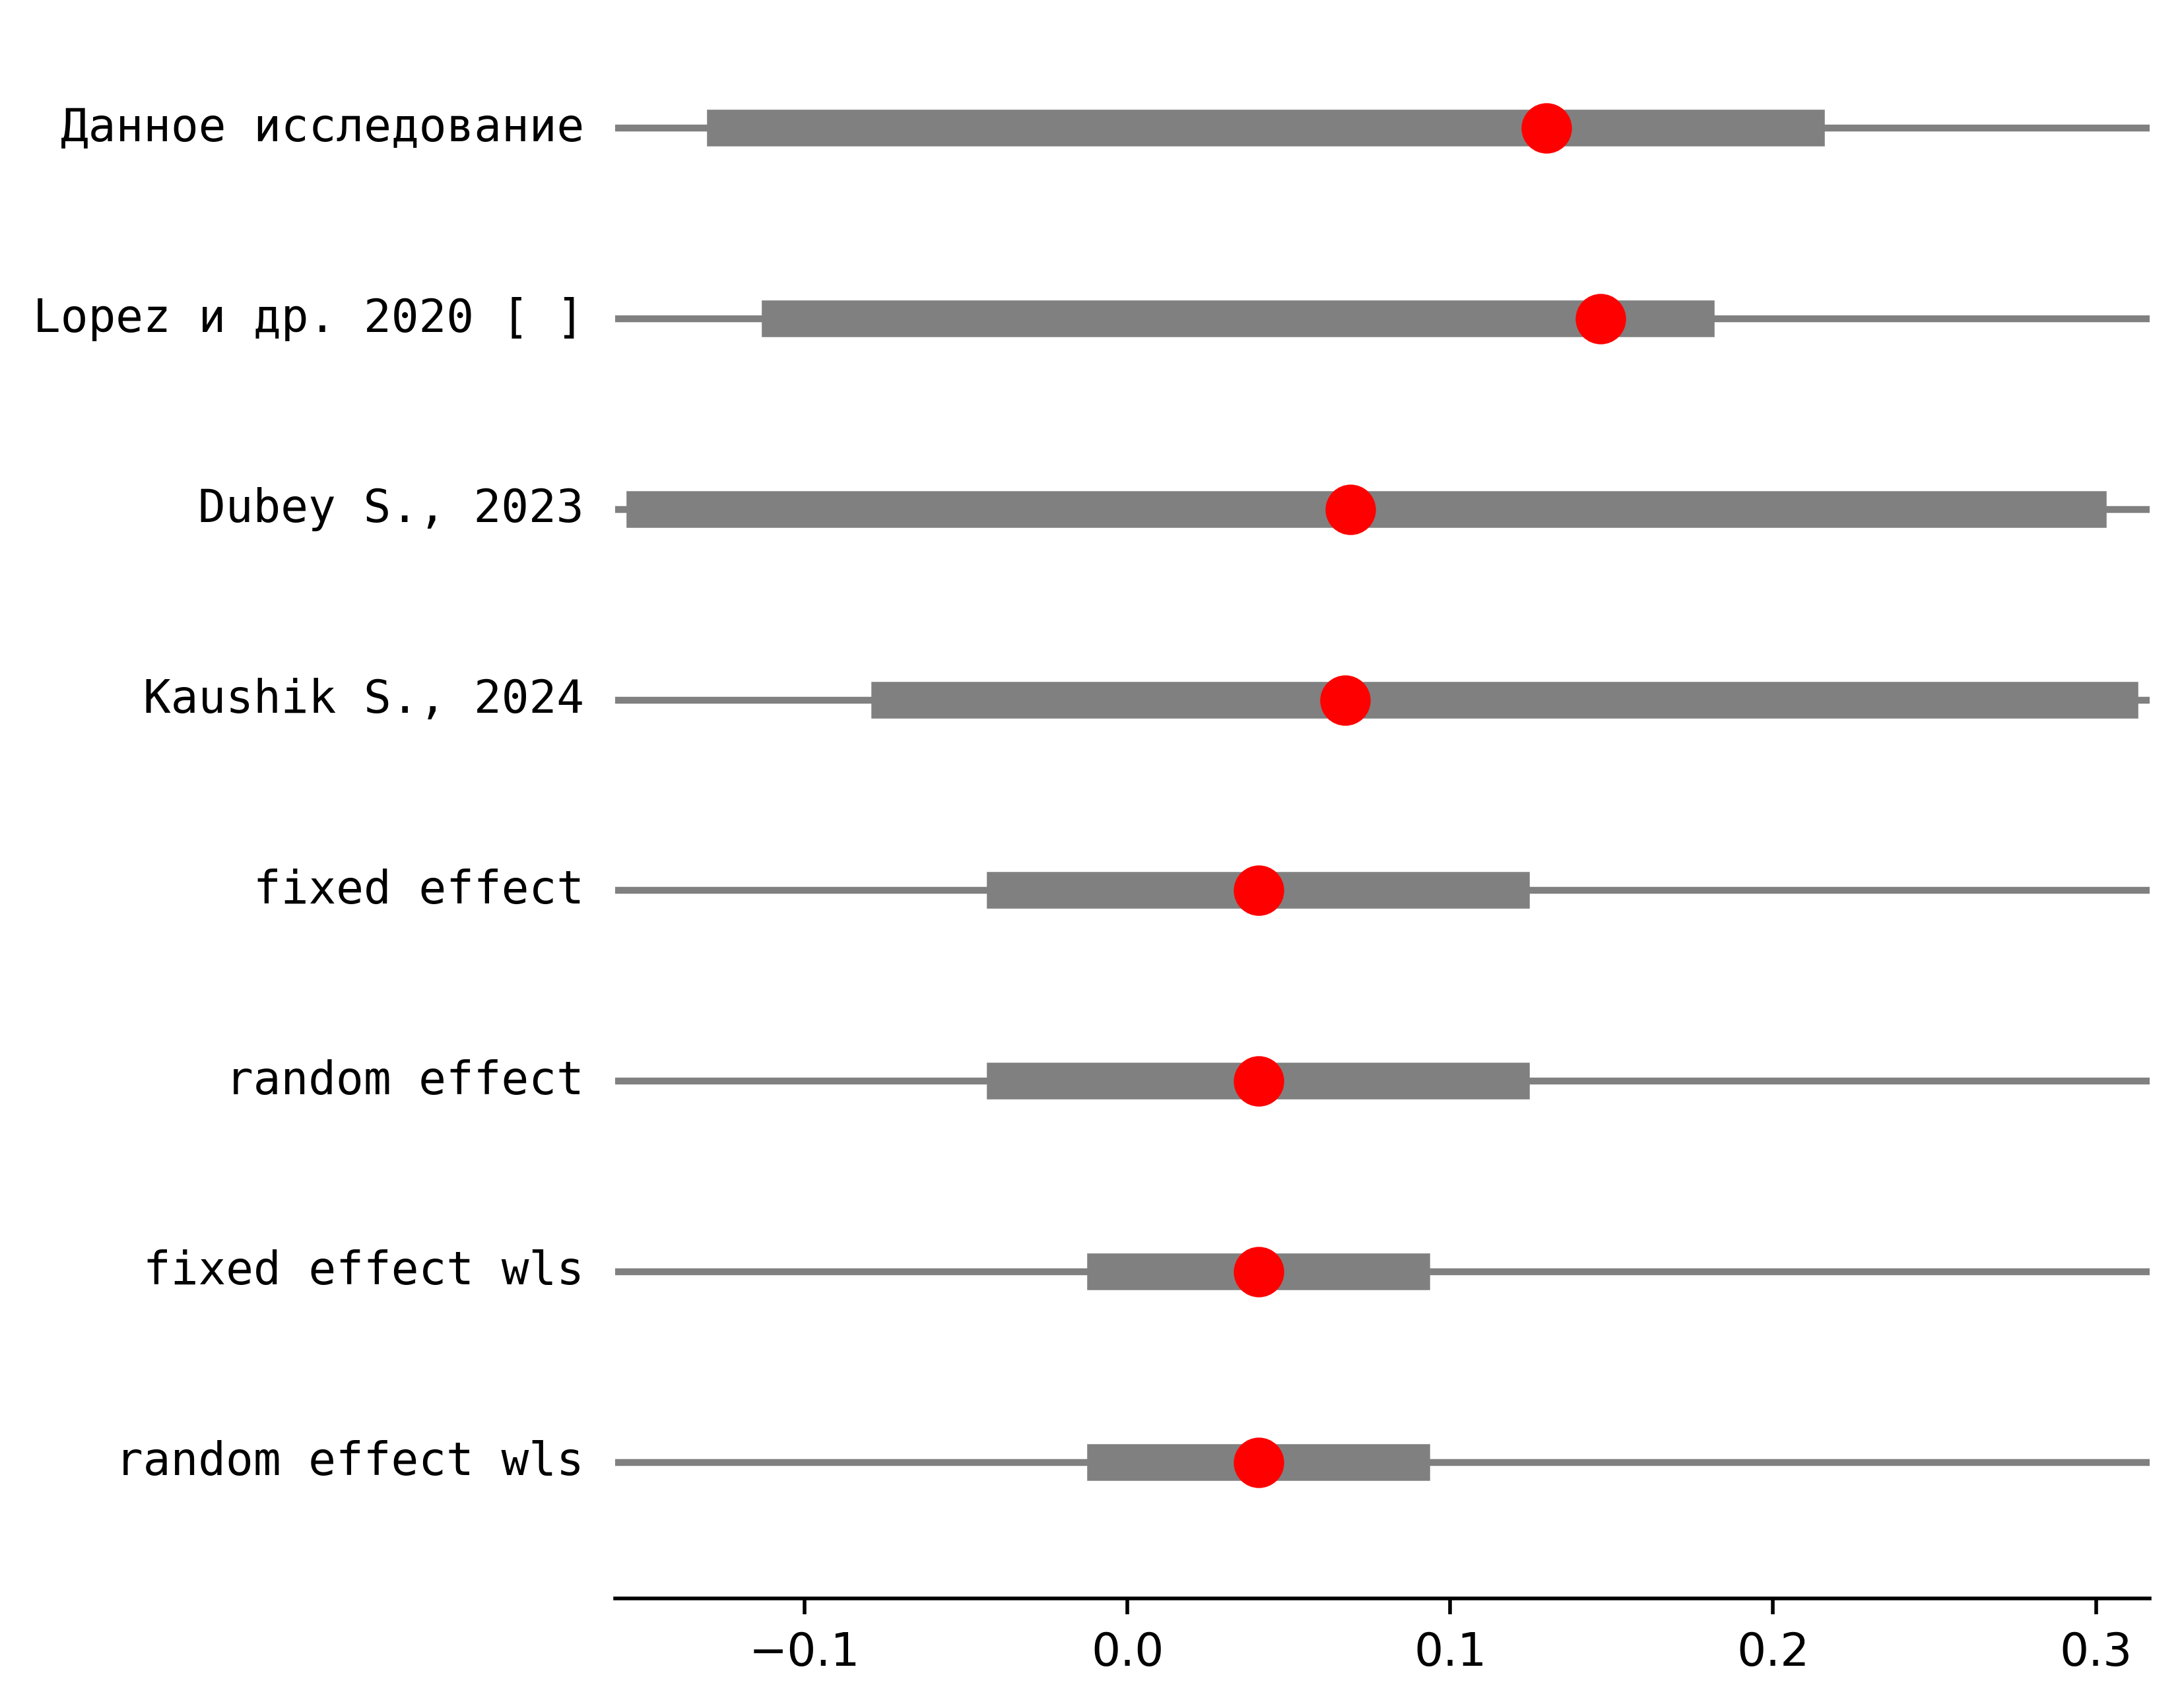 Данное исследование
Lopez и др. 2020 [ ]
Dubey S., 2023
Kaushik S., 2024
fixed effect
random effect
fixed effect wls
random effect wls
−0.1 0.0 0.1 0.2 0.3